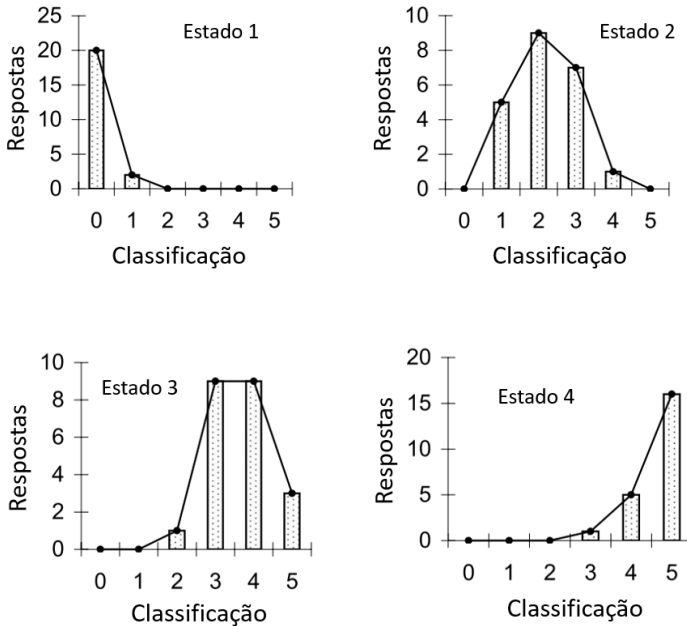 Estado 1
Respostas
25
20
15
10
5
0
0 1 2 3 4 5
Classificação
Estado 2
Respostas
10
8
6
4
2
0
0 1 2 3 4 5
Classificação
Estado 3
Respostas
10
8
6
4
2
0
0 1 2 3 4 5
Classificação
Estado 4
Respostas
20
15
10
5
0
0 1 2 3 4 5
Classificação